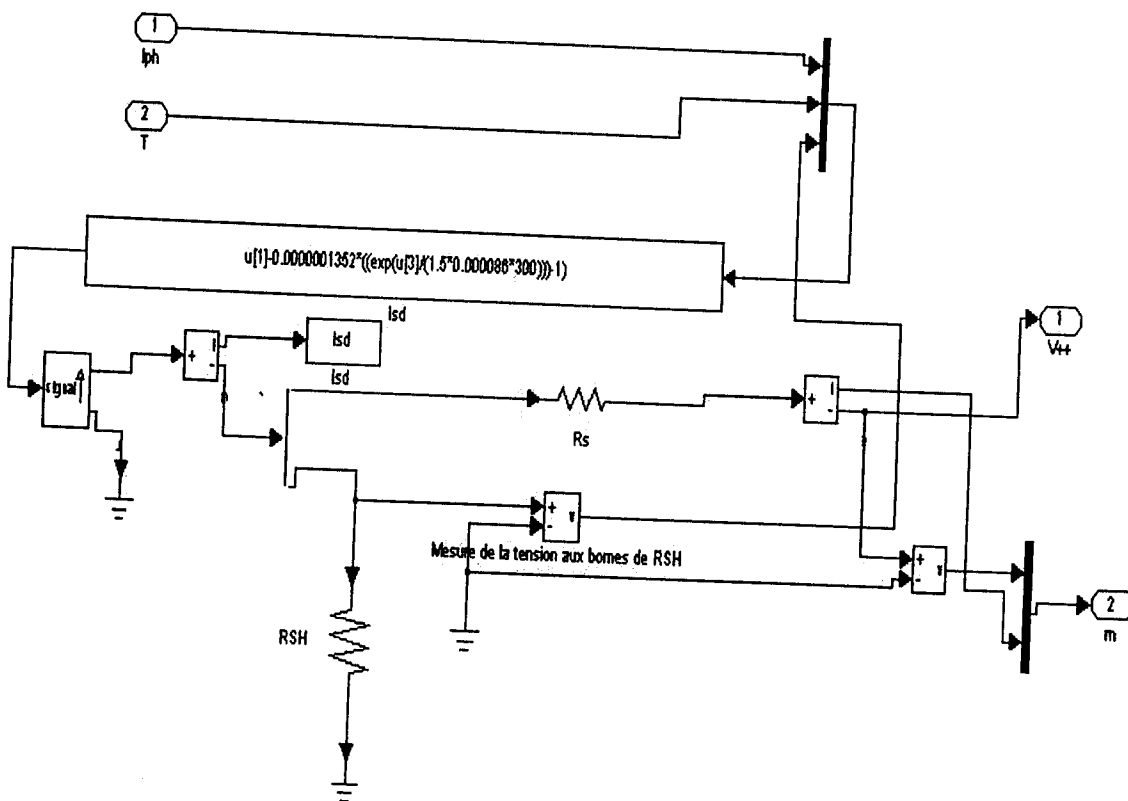 1
Iph
2
T
u[1]-0.0000001352*((exp(u[3]/(1.5*0.000086*300)))-1)
Isd
Isd
Isd
signal
+
i
-
+
i
-
Rs
1
V++
+
-
v
Mesure de la tension aux bornes de RSH
+
-
v
RSH
2
m